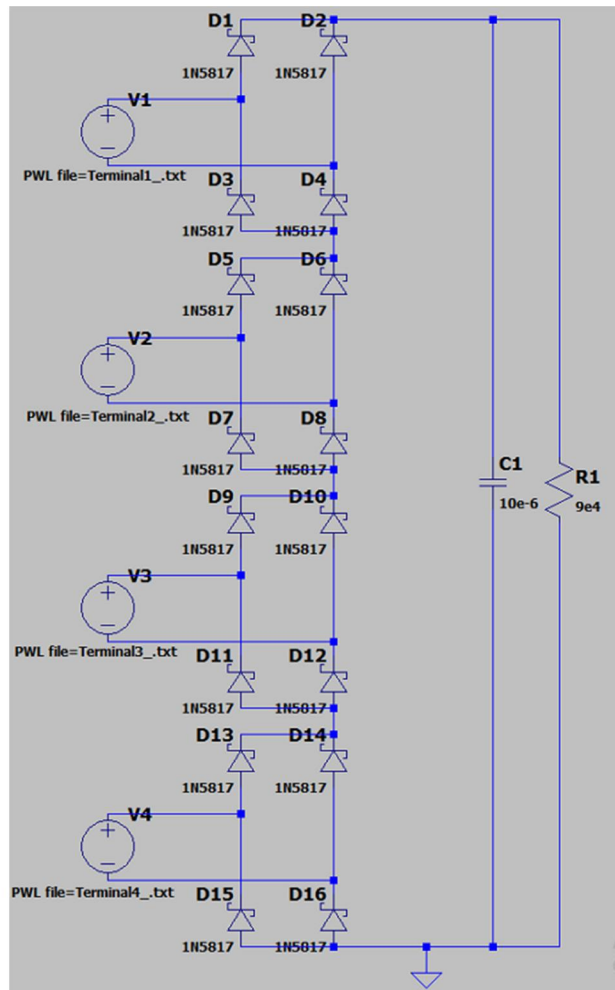 D1 D2
1N5817 1N5817
V1
PWL file=Terminal1_.txt
D3 D4
1N5817 1N5817
D5 D6
1N5817 1N5817
V2
PWL file=Terminal2_.txt
D7 D8
1N5817 1N5817
D9 D10
1N5817 1N5817
C1
10e-6
R1
9e4
V3
PWL file=Terminal3_.txt
D11 D12
1N5817 1N5817
D13 D14
1N5817 1N5817
V4
PWL file=Terminal4_.txt
D15 D16
1N5817 1N5817